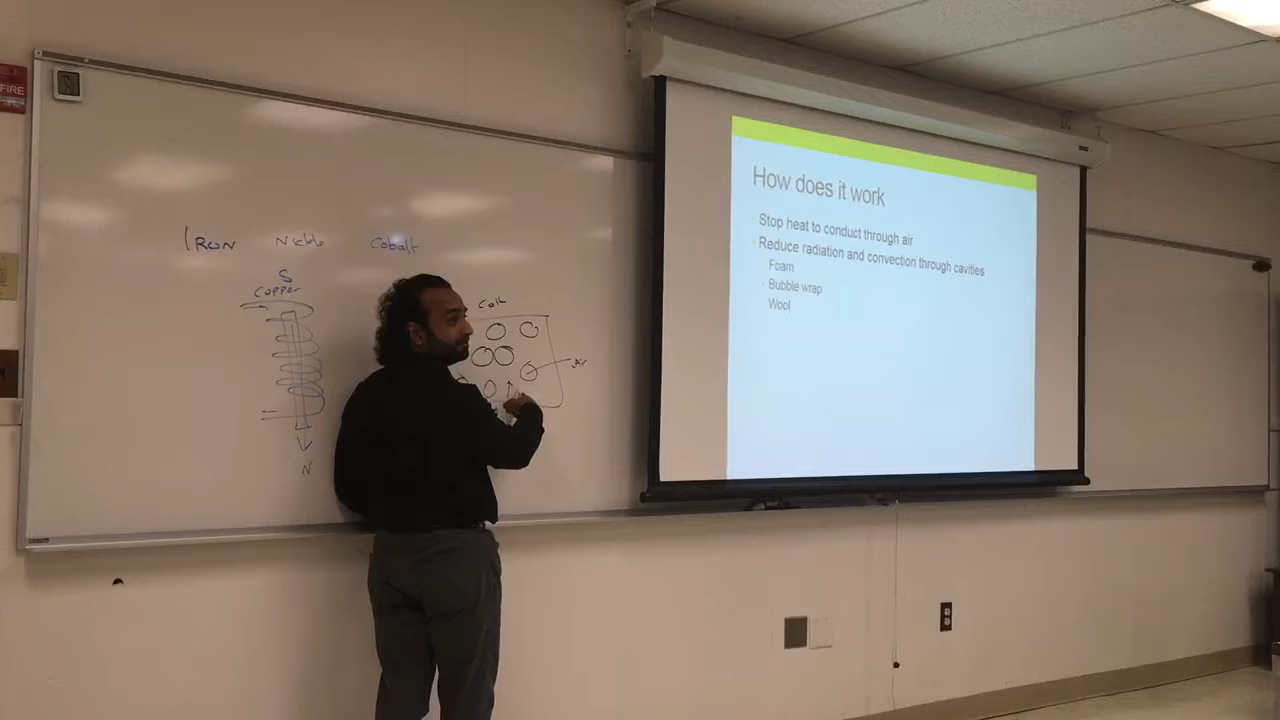 FIRE
IRON Nickle Cobalt
S
Copper
N
Air
How does it work
Stop heat to conduct through air
Reduce radiation and convection through cavities
Foam
Bubble wrap
Wool